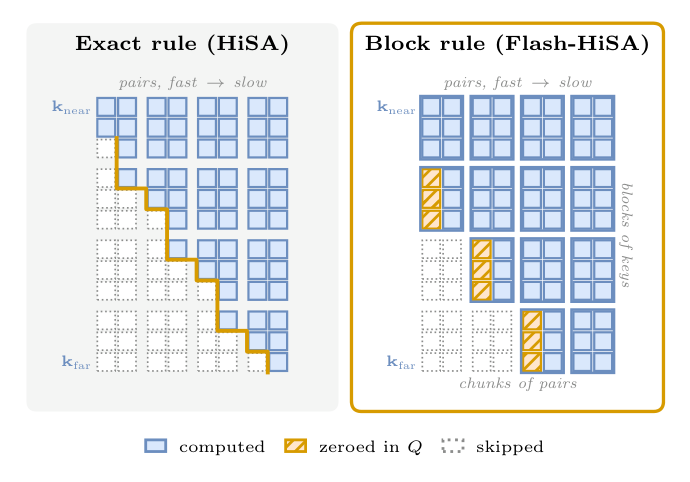 Exact rule (HiSA)
pairs, fast → slow
k_near
k_far
Block rule (Flash-HiSA)
pairs, fast → slow
k_near
blocks of keys
k_far
chunks of pairs
computed
zeroed in Q
skipped